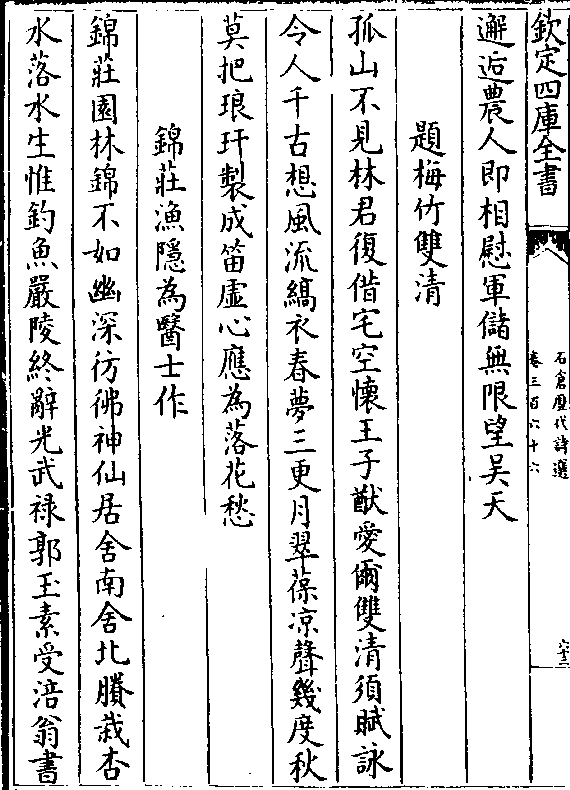 欽定四庫全書
石倉歷代詩選
卷三百六十六
邂逅農人即相慰軍儲無限望吳天
題梅竹雙清
孤山不見林君復借宅空懷王子猷愛爾雙清須賦詠
令人千古想風流縞衣春夢三更月翠葆凉聲幾度秋
莫把琅玕製成笛虛心應為落花愁
錦莊漁隱為醫士作
錦莊園林錦不如幽深彷彿神仙居舍南舍北賸栽杏
水落水生惟釣魚嚴陵終辭光武祿郭玉素受涪翁書